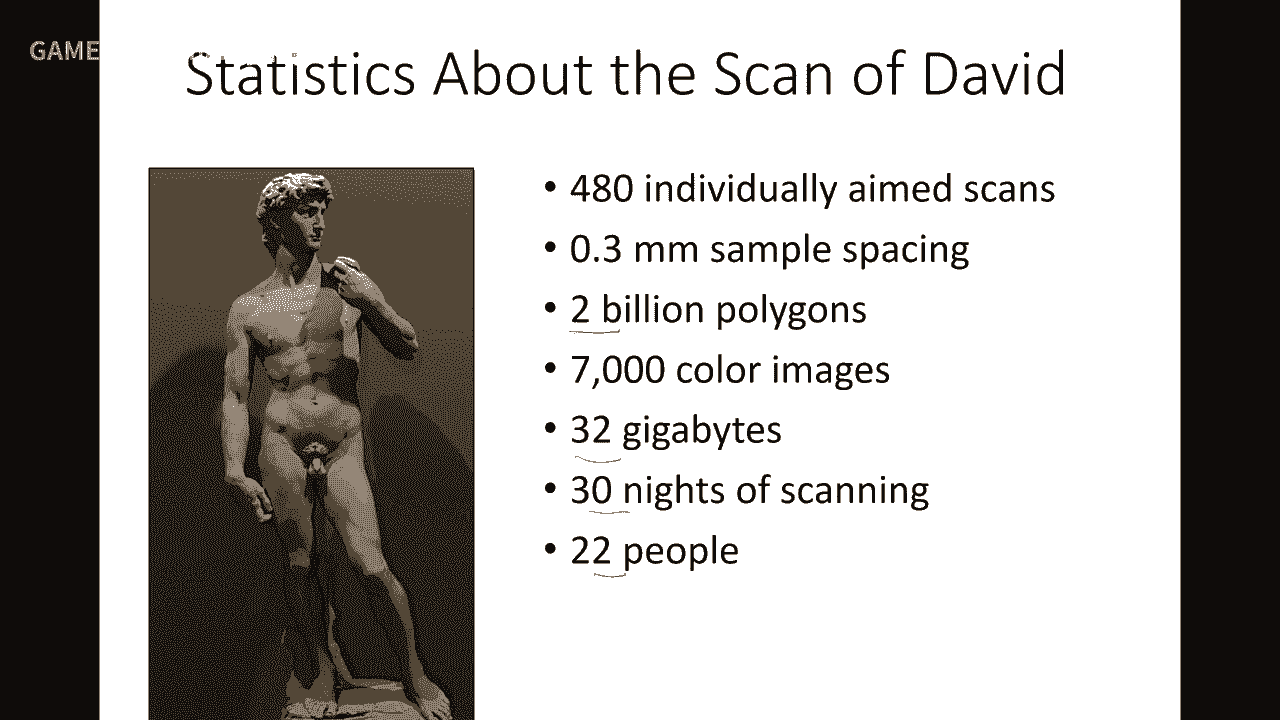 GAME
Statistics About the Scan of David
• 480 individually aimed scans
• 0.3 mm sample spacing
• 2 billion polygons
• 7,000 color images
• 32 gigabytes
• 30 nights of scanning
• 22 people